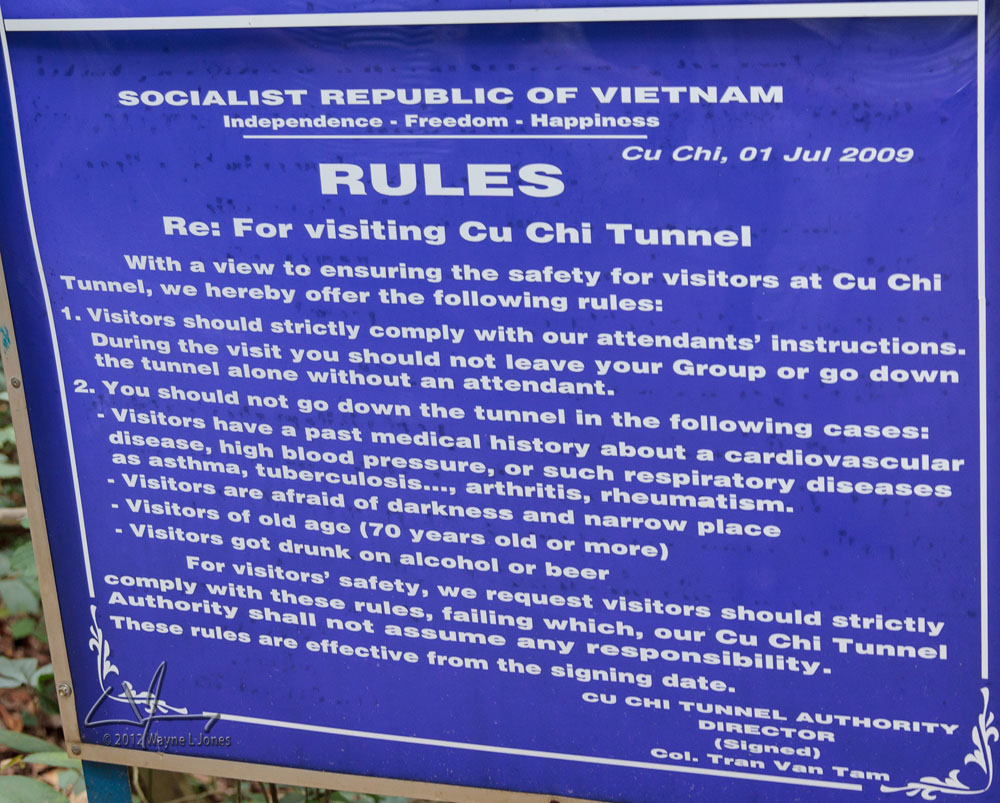 SOCIALIST REPUBLIC OF VIETNAM
Independence - Freedom - Happiness
Cu Chi, 01 Jul 2009
RULES
Re: For visiting Cu Chi Tunnel
With a view to ensuring the safety for visitors at Cu Chi
Tunnel, we hereby offer the following rules:
1. Visitors should strictly comply with our attendants' instructions.
During the visit you should not leave your Group or go down
the tunnel alone without an attendant.
2. You should not go down the tunnel in the following cases:
- Visitors have a past medical history about a cardiovascular
disease, high blood pressure, or such respiratory diseases
as asthma, tuberculosis..., arthritis, rheumatism.
- Visitors are afraid of darkness and narrow place
- Visitors of old age (70 years old or more)
- Visitors got drunk on alcohol or beer
For visitors' safety, we request visitors should strictly
comply with these rules, failing which, our Cu Chi Tunnel
Authority shall not assume any responsibility.
These rules are effective from the signing date.
CU CHI TUNNEL AUTHORITY
DIRECTOR
(Signed)
Col. Tran Van Tam
© 2012 Wayne L Jones